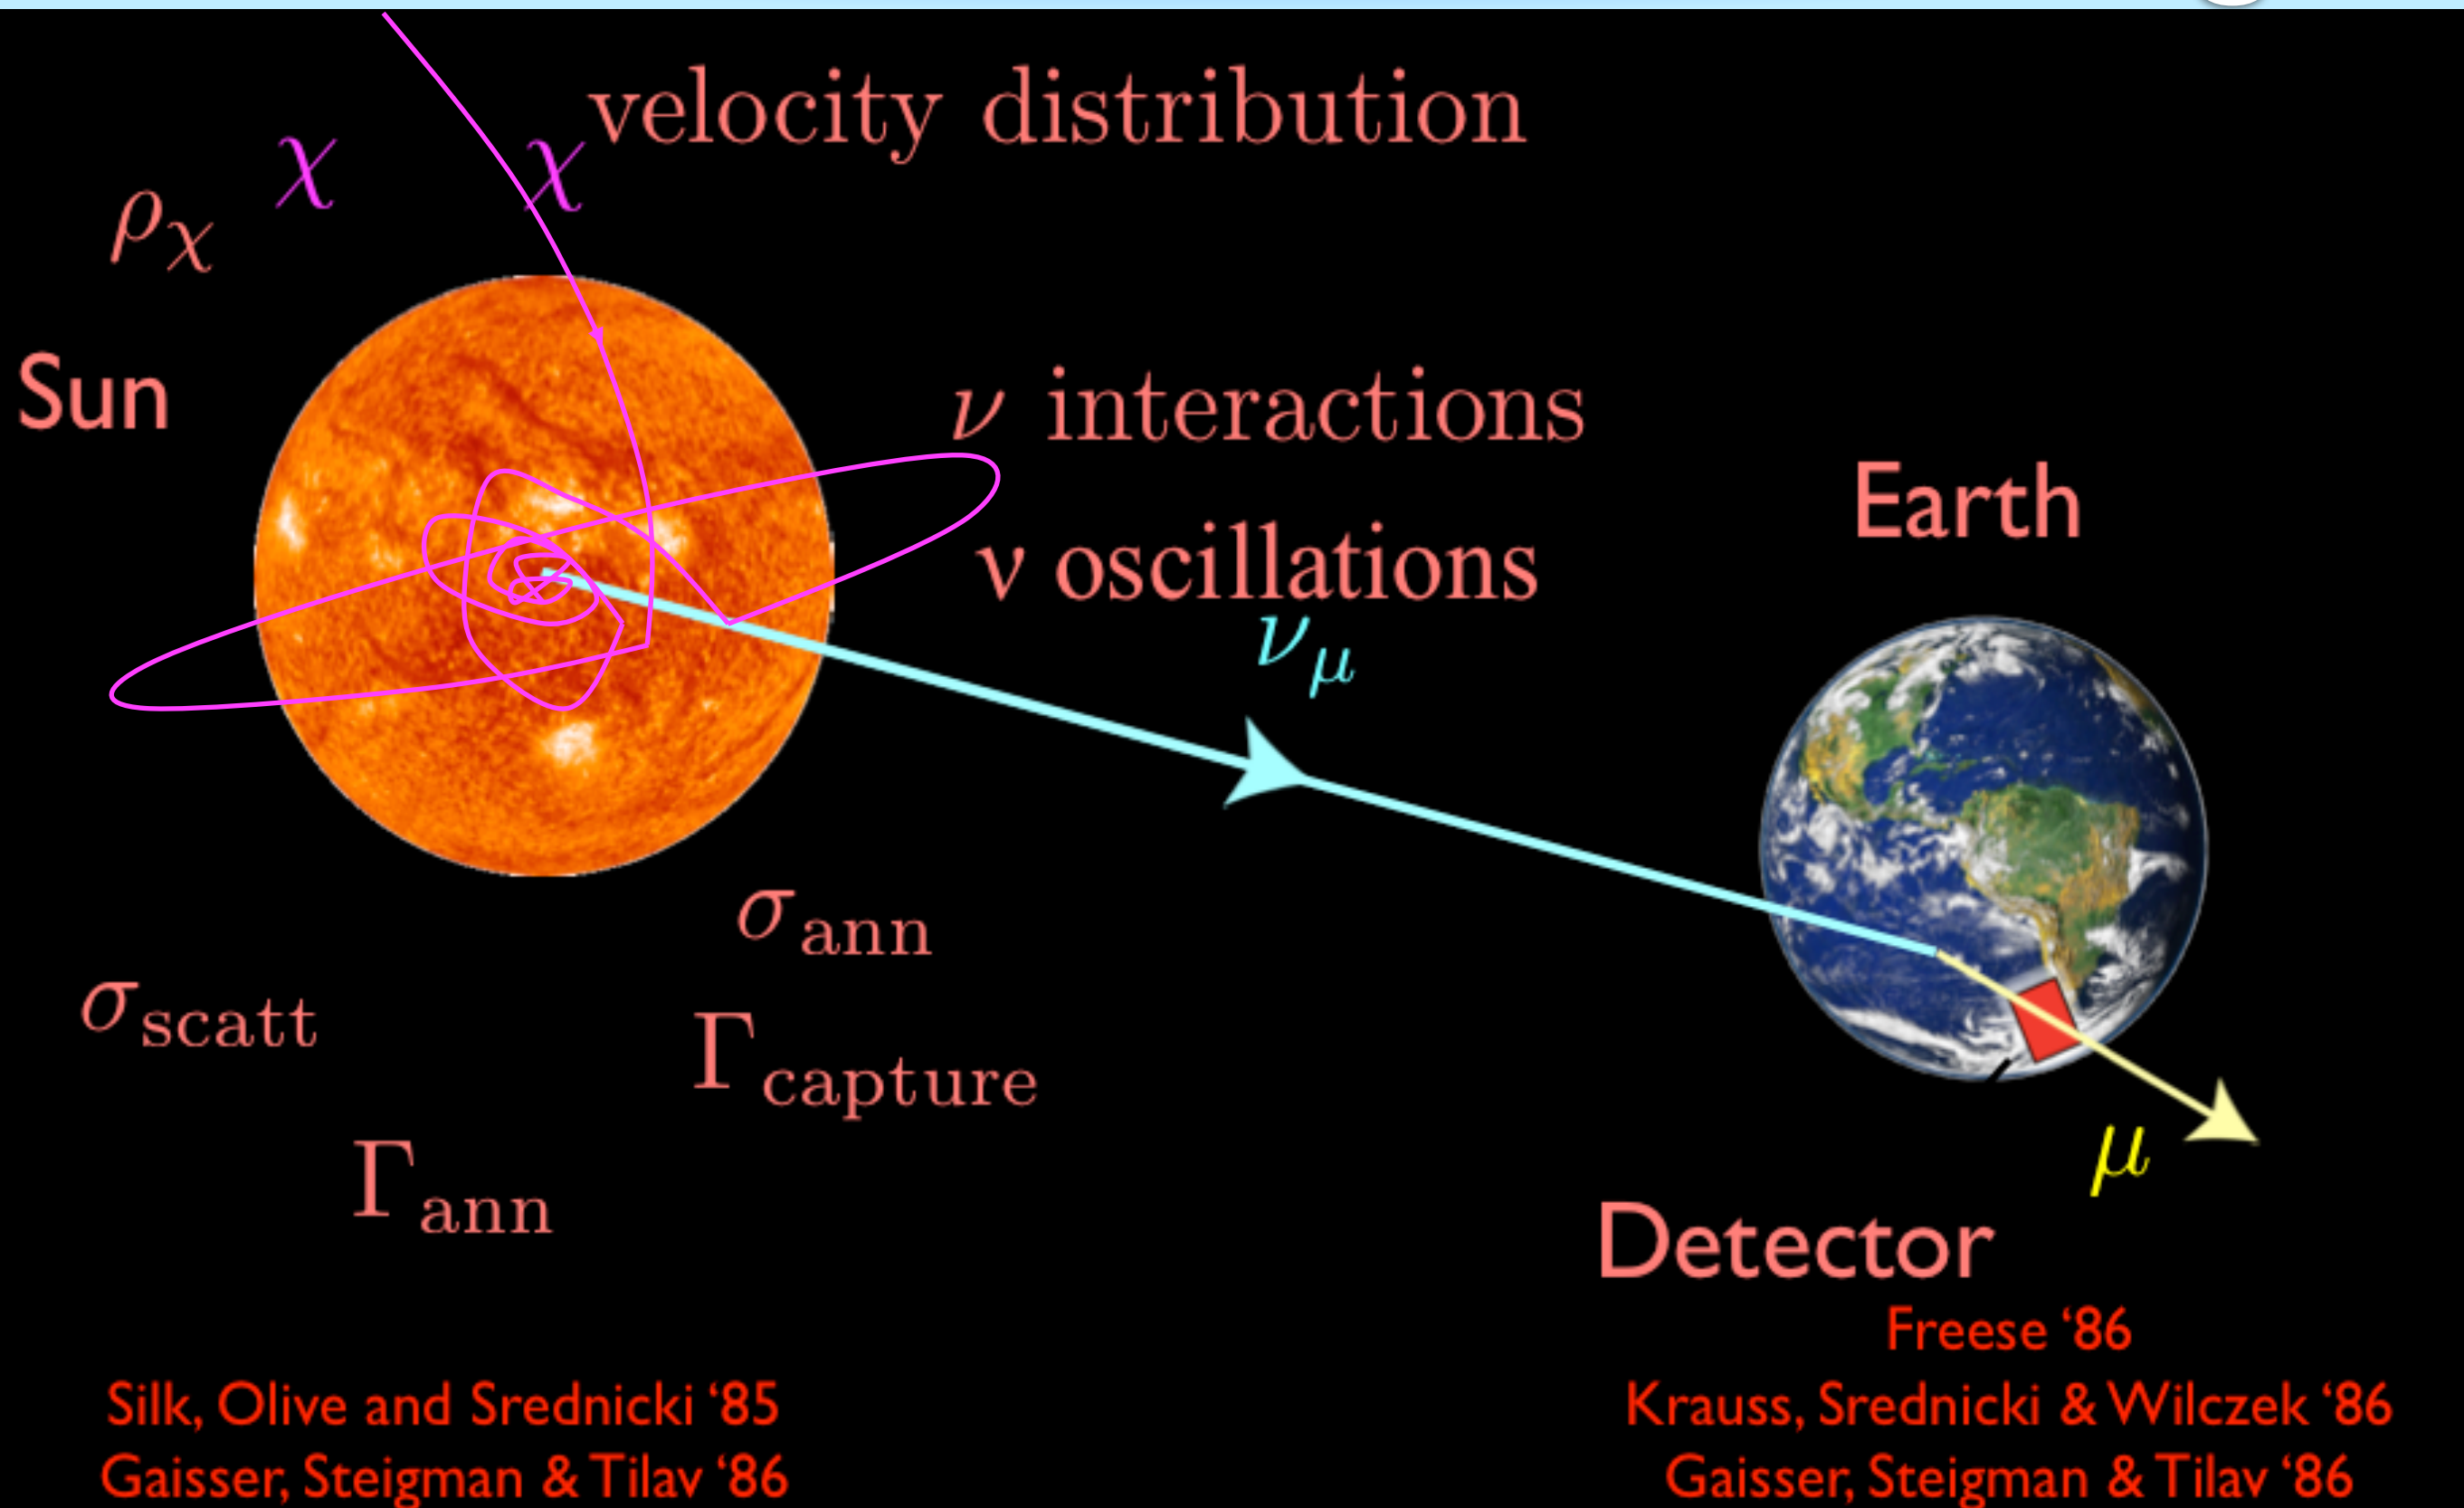 velocity distribution
χ
χ
ρχ
Sun
ν interactions
ν oscillations
νμ
Earth
σann
σscatt
Γcapture
Γann
μ
Detector
Freese ‘86
Silk, Olive and Srednicki ‘85
Krauss, Srednicki & Wilczek ‘86
Gaisser, Steigman & Tilav ‘86
Gaisser, Steigman & Tilav ‘86